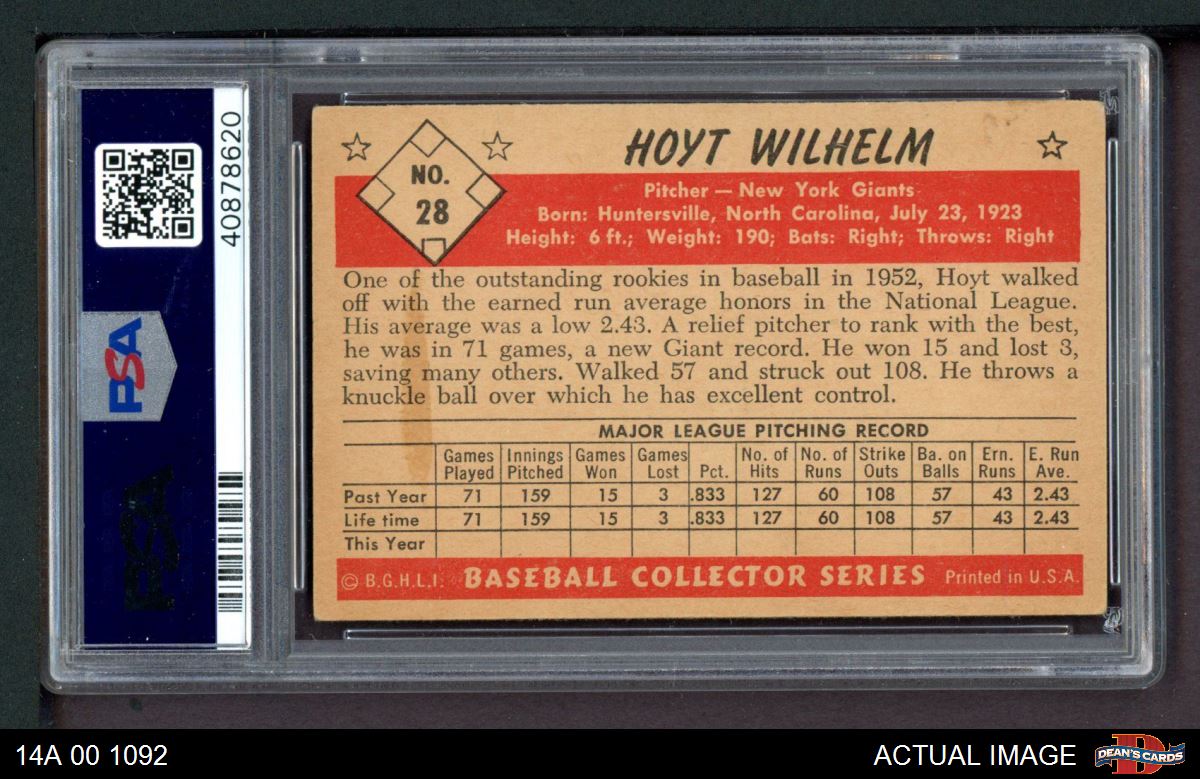 40878620
PSA
PSA
NO.
28
HOYT WILHELM
Pitcher — New York Giants
Born: Huntersville, North Carolina, July 23, 1923
Height: 6 ft.; Weight: 190; Bats: Right; Throws: Right
One of the outstanding rookies in baseball in 1952, Hoyt walked
off with the earned run average honors in the National League.
His average was a low 2.43. A relief pitcher to rank with the best,
he was in 71 games, a new Giant record. He won 15 and lost 3,
saving many others. Walked 57 and struck out 108. He throws a
knuckle ball over which he has excellent control.
MAJOR LEAGUE PITCHING RECORD
Games Innings Games Games No. of No. of Strike Ba. on Ern. E. Run
Played Pitched Won Lost Pct. Hits Runs Outs Balls Runs Ave.
Past Year 71 159 15 3 .833 127 60 108 57 43 2.43
Life time 71 159 15 3 .833 127 60 108 57 43 2.43
This Year
© B.G.H.L.I. BASEBALL COLLECTOR SERIES Printed in U.S.A.
14A 00 1092
ACTUAL IMAGE
DEAN'S CARDS